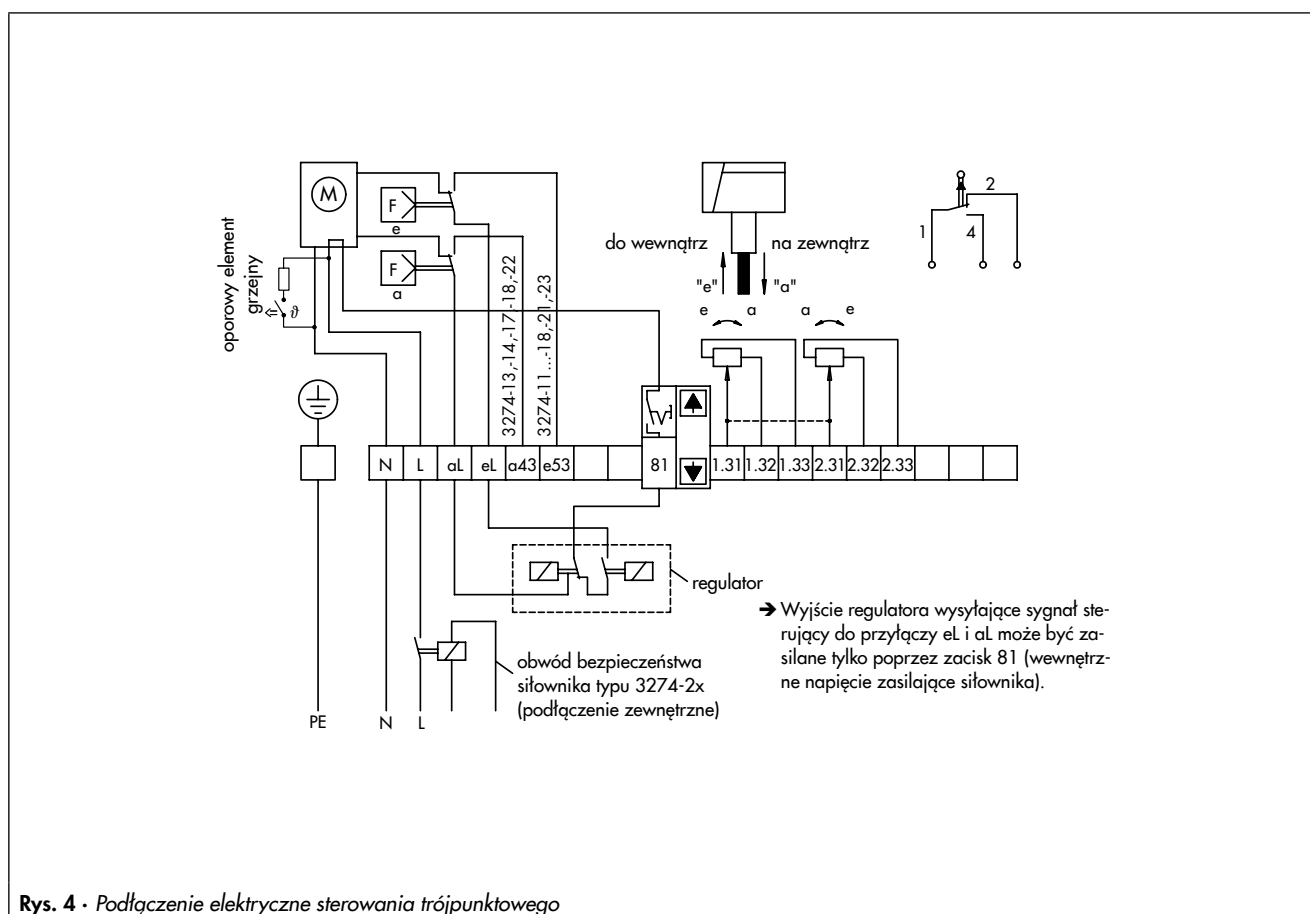 M
F
e
F
a
oporowy element
grzejny
ϑ
3274-13,-14,-17,-18,-22
3274-11...-18,-21,-23
do wewnątrz
na zewnątrz
"e"
"a"
e a
a e
1
2
4
N L aL eL a43 e53 81 1.31 1.32 1.33 2.31 2.32 2.33
regulator
obwód bezpieczeństwa
siłownika typu 3274-2x
(podłączenie zewnętrzne)
PE N L
➔ Wyjście regulatora wysyłające sygnał ste-
rujący do przyłączy eL i aL może być za-
silane tylko poprzez zacisk 81 (wewnętrz-
ne napięcie zasilające siłownika).
Rys. 4 · Podłączenie elektryczne sterowania trójpunktowego